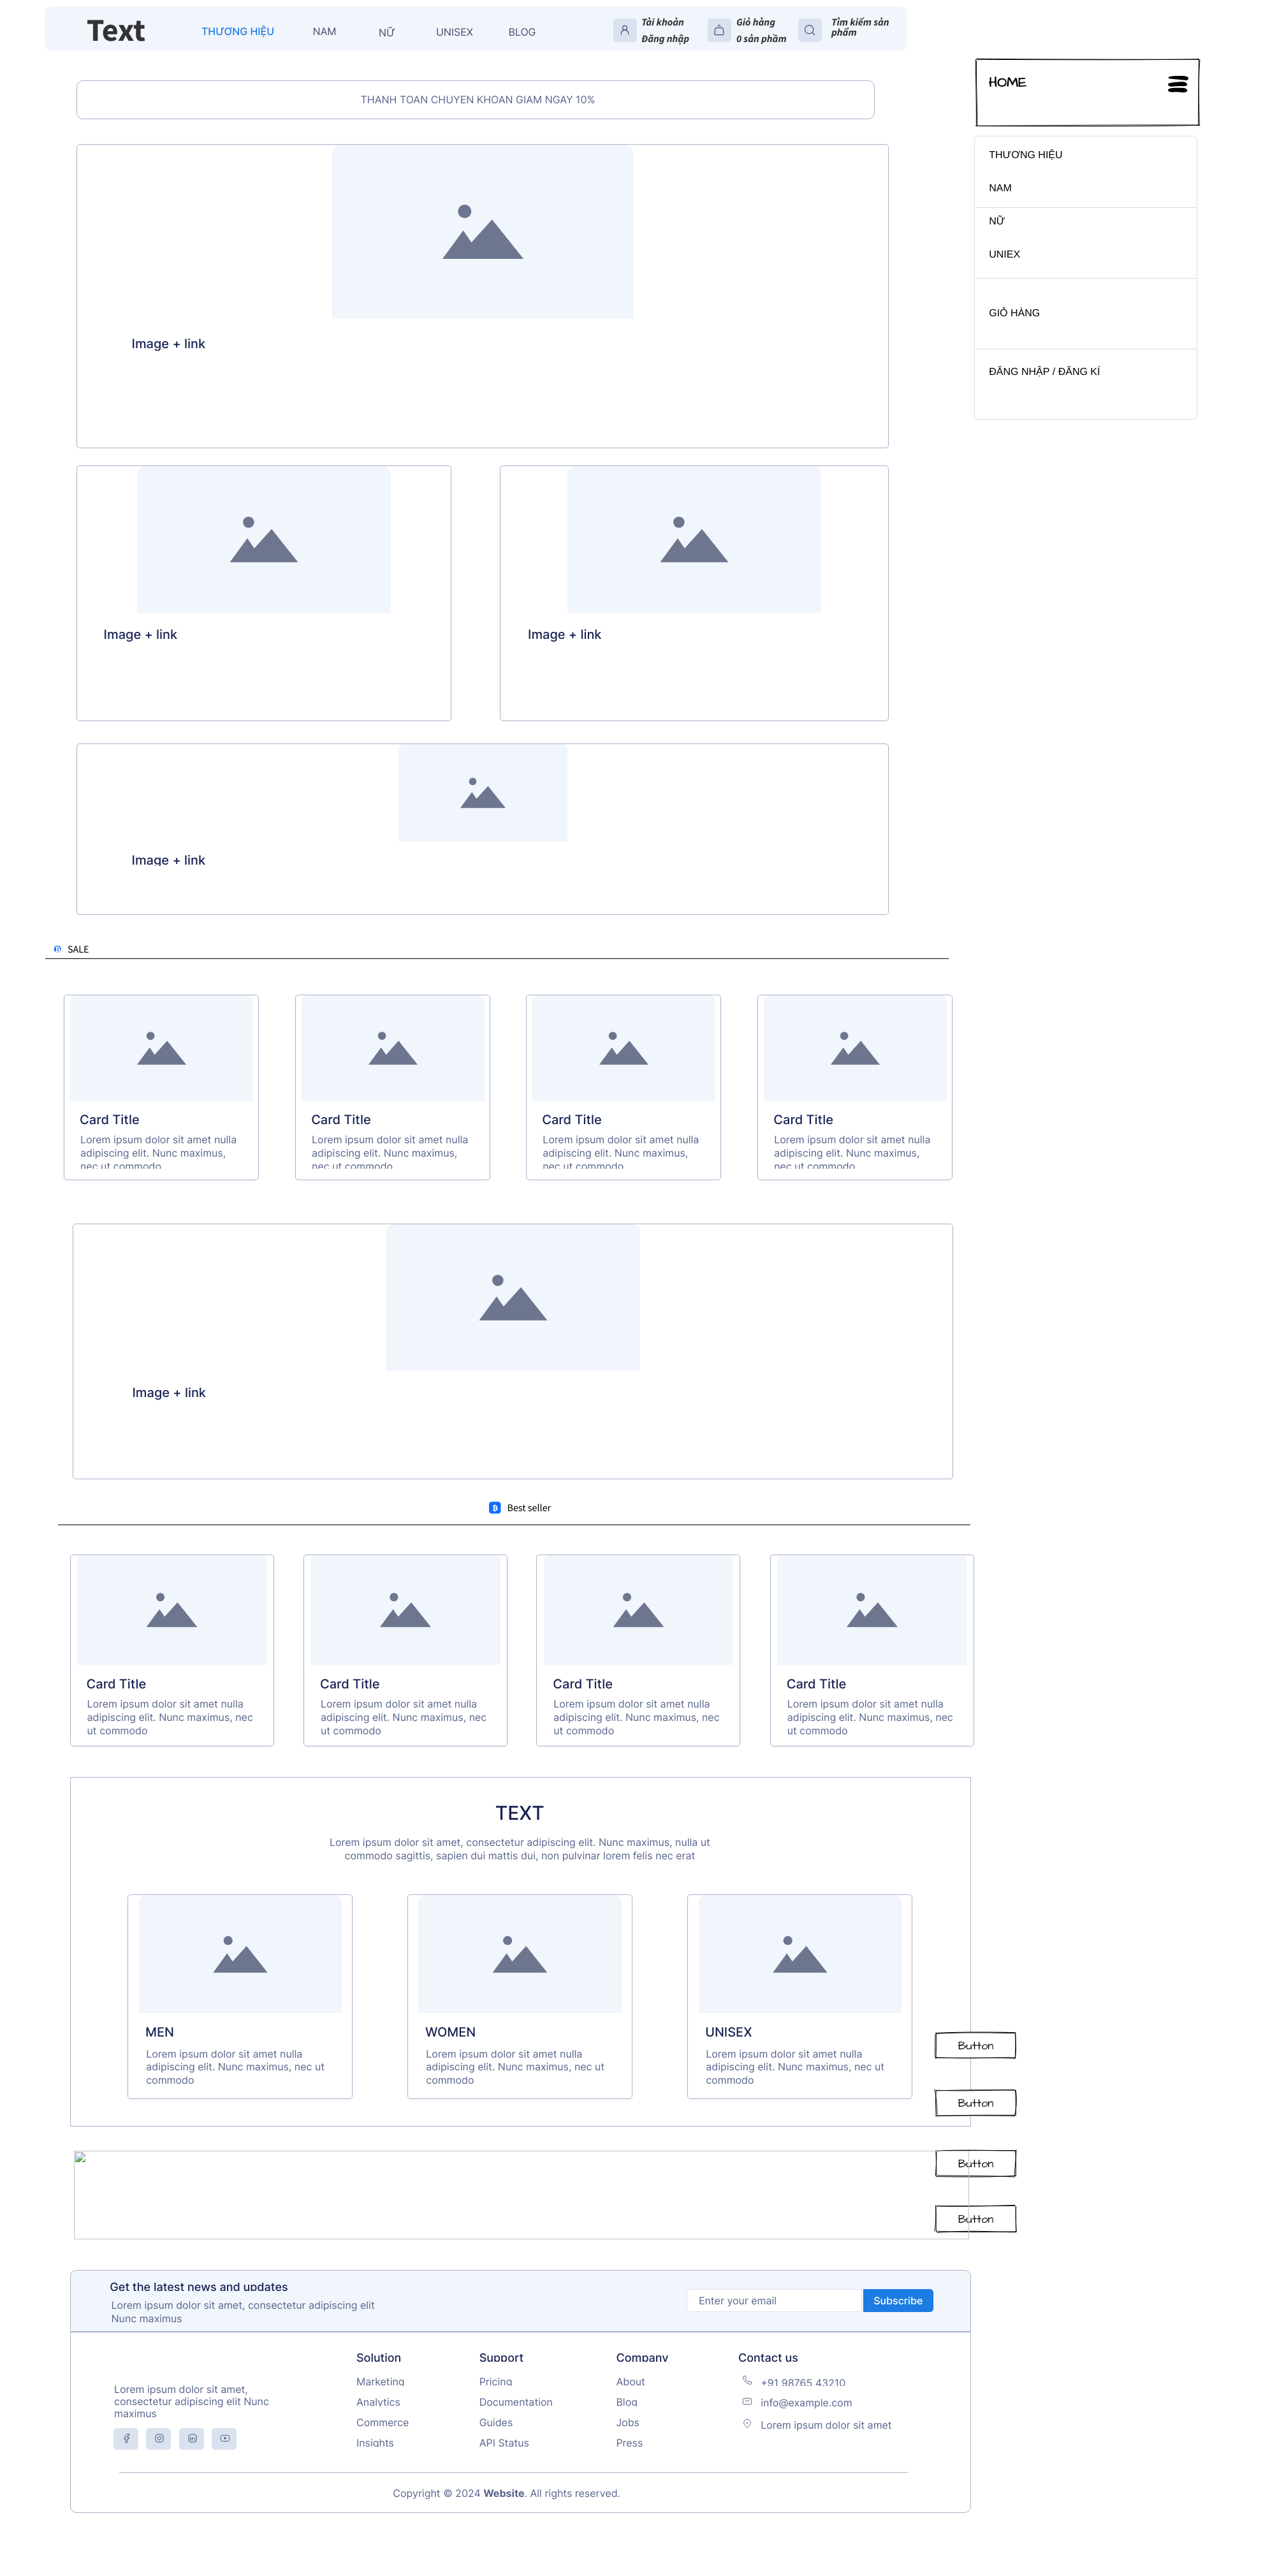 Text
THƯƠNG HIỆU
NAM
NỮ
UNISEX
BLOG
Tài khoản
Đăng nhập
Giỏ hàng
0 sản phầm
Tìm kiếm sản
phẩm
HOME
THƯƠNG HIỆU
NAM
NỮ
UNIEX
GIỎ HÀNG
ĐĂNG NHẬP / ĐĂNG KÍ
THANH TOAN CHUYEN KHOAN GIAM NGAY 10%
Image + link
Image + link
Image + link
Image + link
SALE
Card Title
Lorem ipsum dolor sit amet nulla
adipiscing elit. Nunc maximus,
nec ut commodo
Card Title
Lorem ipsum dolor sit amet nulla
adipiscing elit. Nunc maximus,
nec ut commodo
Card Title
Lorem ipsum dolor sit amet nulla
adipiscing elit. Nunc maximus,
nec ut commodo
Card Title
Lorem ipsum dolor sit amet nulla
adipiscing elit. Nunc maximus,
nec ut commodo
Image + link
Best seller
Card Title
Lorem ipsum dolor sit amet nulla
adipiscing elit. Nunc maximus, nec
ut commodo
Card Title
Lorem ipsum dolor sit amet nulla
adipiscing elit. Nunc maximus, nec
ut commodo
Card Title
Lorem ipsum dolor sit amet nulla
adipiscing elit. Nunc maximus, nec
ut commodo
Card Title
Lorem ipsum dolor sit amet nulla
adipiscing elit. Nunc maximus, nec
ut commodo
TEXT
Lorem ipsum dolor sit amet, consectetur adipiscing elit. Nunc maximus, nulla ut
commodo sagittis, sapien dui mattis dui, non pulvinar lorem felis nec erat
MEN
Lorem ipsum dolor sit amet nulla
adipiscing elit. Nunc maximus, nec ut
commodo
WOMEN
Lorem ipsum dolor sit amet nulla
adipiscing elit. Nunc maximus, nec ut
commodo
UNISEX
Lorem ipsum dolor sit amet nulla
adipiscing elit. Nunc maximus, nec ut
commodo
Button
Button
Button
Button
Get the latest news and updates
Lorem ipsum dolor sit amet, consectetur adipiscing elit
Nunc maximus
Enter your email
Subscribe
Lorem ipsum dolor sit amet,
consectetur adipiscing elit Nunc
maximus
Solution
Marketing
Analytics
Commerce
Insights
Support
Pricing
Documentation
Guides
API Status
Company
About
Blog
Jobs
Press
Contact us
+91 98765 43210
info@example.com
Lorem ipsum dolor sit amet
Copyright © 2024 Website. All rights reserved.